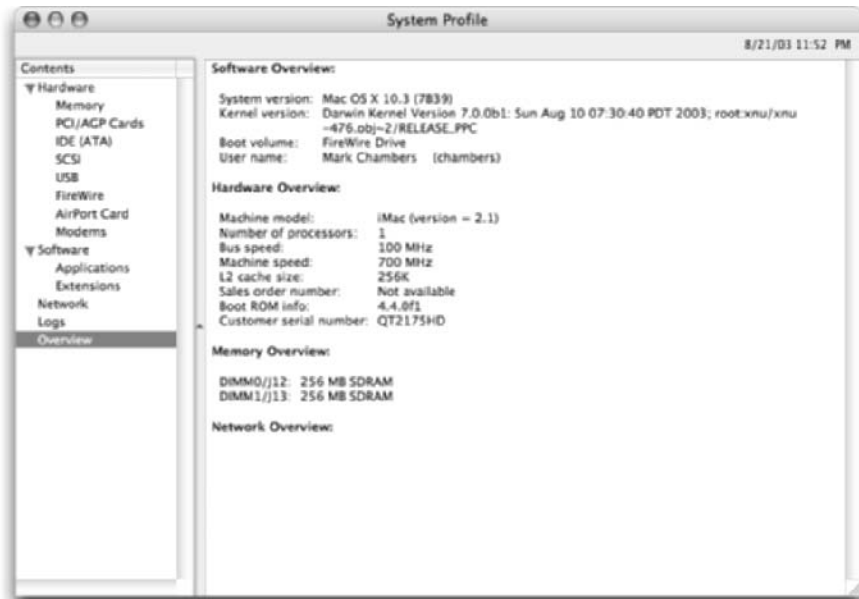 System Profile
8/21/03 11:52 PM
Contents
Hardware
Memory
PCI/AGP Cards
IDE (ATA)
SCSI
USB
FireWire
AirPort Card
Modems
Software
Applications
Extensions
Network
Logs
Overview
Software Overview:
System version: Mac OS X 10.3 (7B39)
Kernel version: Darwin Kernel Version 7.0.0b1: Sun Aug 10 07:30:40 PDT 2003; root:xnu/xnu
-476.obj~2/RELEASE_PPC
Boot volume: FireWire Drive
User name: Mark Chambers (chambers)
Hardware Overview:
Machine model: iMac (version = 2.1)
Number of processors: 1
Bus speed: 100 MHz
Machine speed: 700 MHz
L2 cache size: 256K
Sales order number: Not available
Boot ROM info: 4.4.0f1
Customer serial number: QT2175HD
Memory Overview:
DIMM0/J12: 256 MB SDRAM
DIMM1/J13: 256 MB SDRAM
Network Overview: